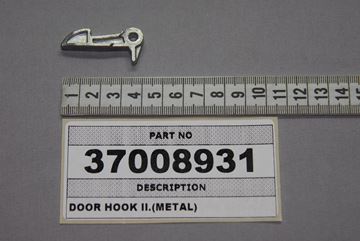 1 2 3 4 5 6 7 8 9 10 11 12 13 14
PART NO
37008931
DESCRIPTION
DOOR HOOK II.(METAL)